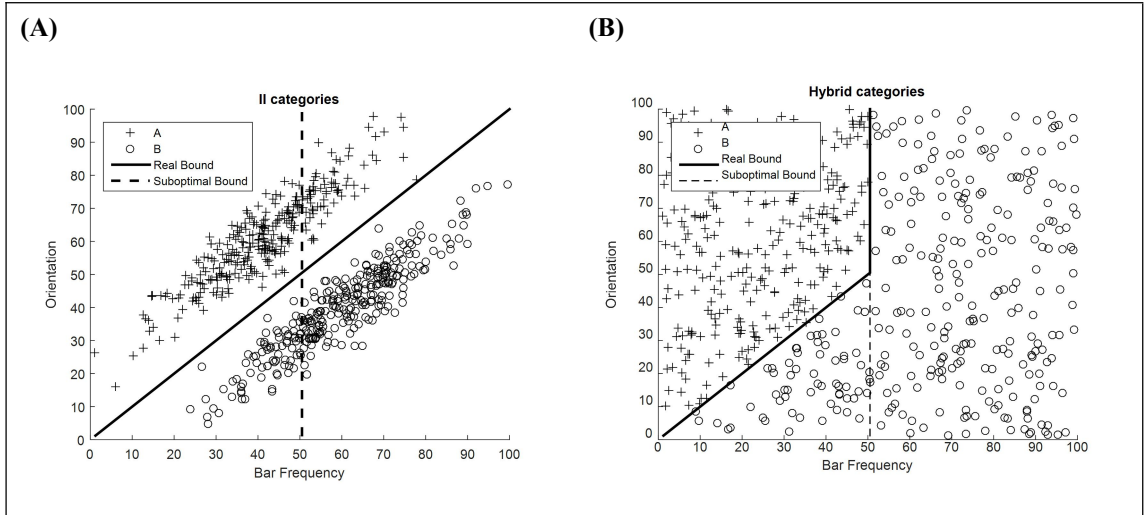 (A)
(B)
II categories
100
90
80
70
60
50
40
30
20
10
0
Orientation
A
B
Real Bound
Suboptimal Bound
0 10 20 30 40 50 60 70 80 90 100
Bar Frequency
Hybrid categories
100
90
80
70
60
50
40
30
20
10
0
Orientation
A
B
Real Bound
Suboptimal Bound
0 10 20 30 40 50 60 70 80 90 100
Bar Frequency